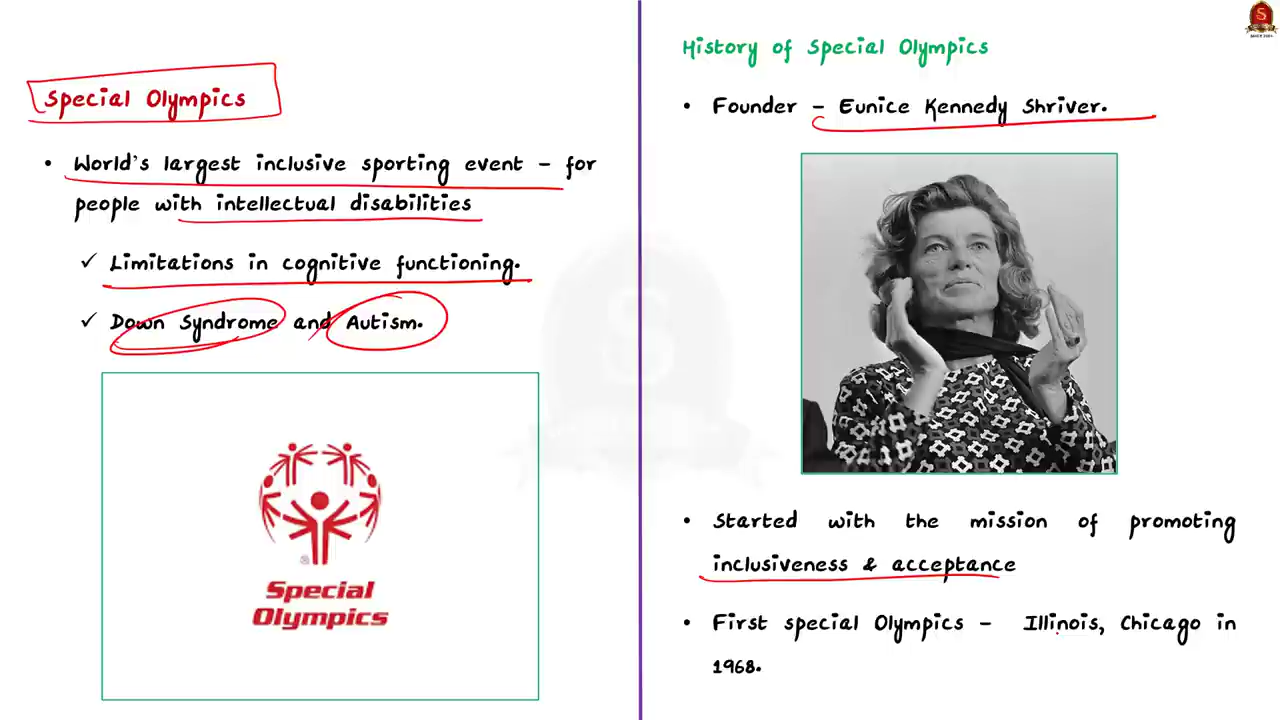 Special Olympics
• World's largest inclusive sporting event – for
people with intellectual disabilities
✓ Limitations in cognitive functioning.
✓ Down Syndrome and Autism.
Special
Olympics
History of Special Olympics
• Founder – Eunice Kennedy Shriver.
• Started with the mission of promoting
inclusiveness & acceptance
• First special Olympics – Illinois, Chicago in
1968.
S